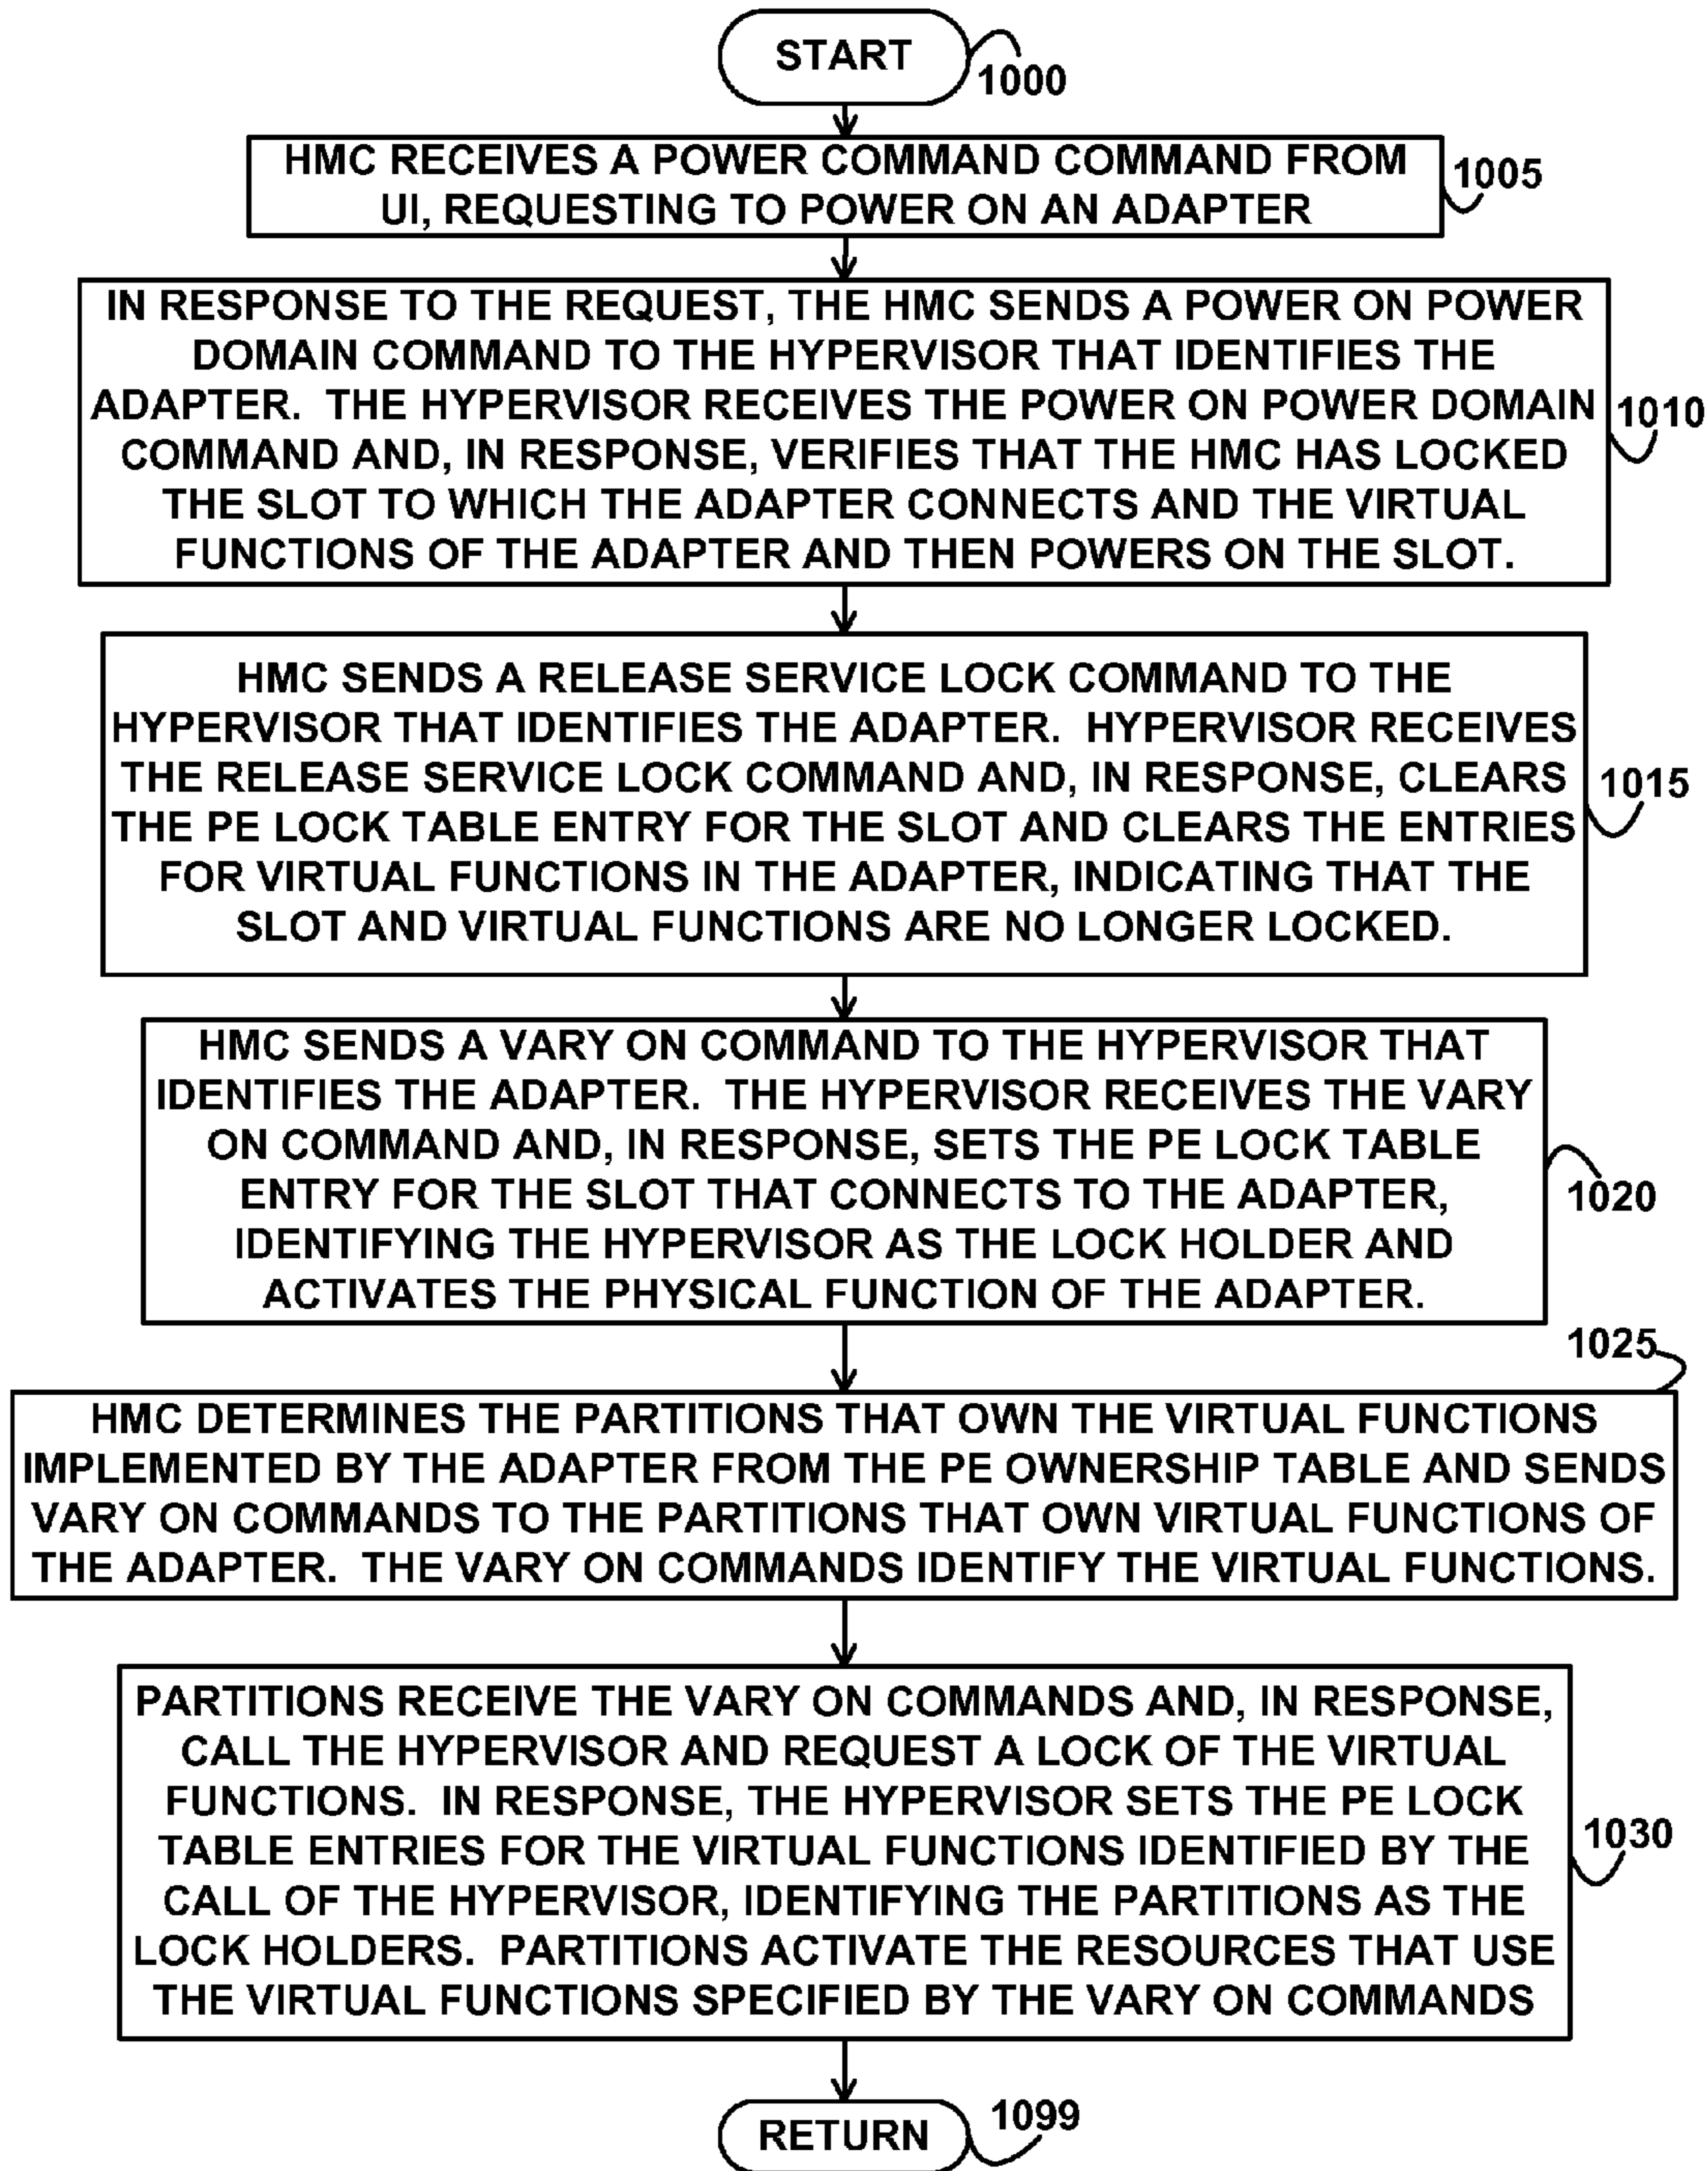 START
1000
HMC RECEIVES A POWER COMMAND COMMAND FROM
UI, REQUESTING TO POWER ON AN ADAPTER
1005
IN RESPONSE TO THE REQUEST, THE HMC SENDS A POWER ON POWER
DOMAIN COMMAND TO THE HYPERVISOR THAT IDENTIFIES THE
ADAPTER. THE HYPERVISOR RECEIVES THE POWER ON POWER DOMAIN
COMMAND AND, IN RESPONSE, VERIFIES THAT THE HMC HAS LOCKED
THE SLOT TO WHICH THE ADAPTER CONNECTS AND THE VIRTUAL
FUNCTIONS OF THE ADAPTER AND THEN POWERS ON THE SLOT.
1010
HMC SENDS A RELEASE SERVICE LOCK COMMAND TO THE
HYPERVISOR THAT IDENTIFIES THE ADAPTER. HYPERVISOR RECEIVES
THE RELEASE SERVICE LOCK COMMAND AND, IN RESPONSE, CLEARS
THE PE LOCK TABLE ENTRY FOR THE SLOT AND CLEARS THE ENTRIES
FOR VIRTUAL FUNCTIONS IN THE ADAPTER, INDICATING THAT THE
SLOT AND VIRTUAL FUNCTIONS ARE NO LONGER LOCKED.
1015
HMC SENDS A VARY ON COMMAND TO THE HYPERVISOR THAT
IDENTIFIES THE ADAPTER. THE HYPERVISOR RECEIVES THE VARY
ON COMMAND AND, IN RESPONSE, SETS THE PE LOCK TABLE
ENTRY FOR THE SLOT THAT CONNECTS TO THE ADAPTER,
IDENTIFYING THE HYPERVISOR AS THE LOCK HOLDER AND
ACTIVATES THE PHYSICAL FUNCTION OF THE ADAPTER.
1020
1025
HMC DETERMINES THE PARTITIONS THAT OWN THE VIRTUAL FUNCTIONS
IMPLEMENTED BY THE ADAPTER FROM THE PE OWNERSHIP TABLE AND SENDS
VARY ON COMMANDS TO THE PARTITIONS THAT OWN VIRTUAL FUNCTIONS OF
THE ADAPTER. THE VARY ON COMMANDS IDENTIFY THE VIRTUAL FUNCTIONS.
PARTITIONS RECEIVE THE VARY ON COMMANDS AND, IN RESPONSE,
CALL THE HYPERVISOR AND REQUEST A LOCK OF THE VIRTUAL
FUNCTIONS. IN RESPONSE, THE HYPERVISOR SETS THE PE LOCK
TABLE ENTRIES FOR THE VIRTUAL FUNCTIONS IDENTIFIED BY THE
CALL OF THE HYPERVISOR, IDENTIFYING THE PARTITIONS AS THE
LOCK HOLDERS. PARTITIONS ACTIVATE THE RESOURCES THAT USE
THE VIRTUAL FUNCTIONS SPECIFIED BY THE VARY ON COMMANDS
1030
RETURN
1099